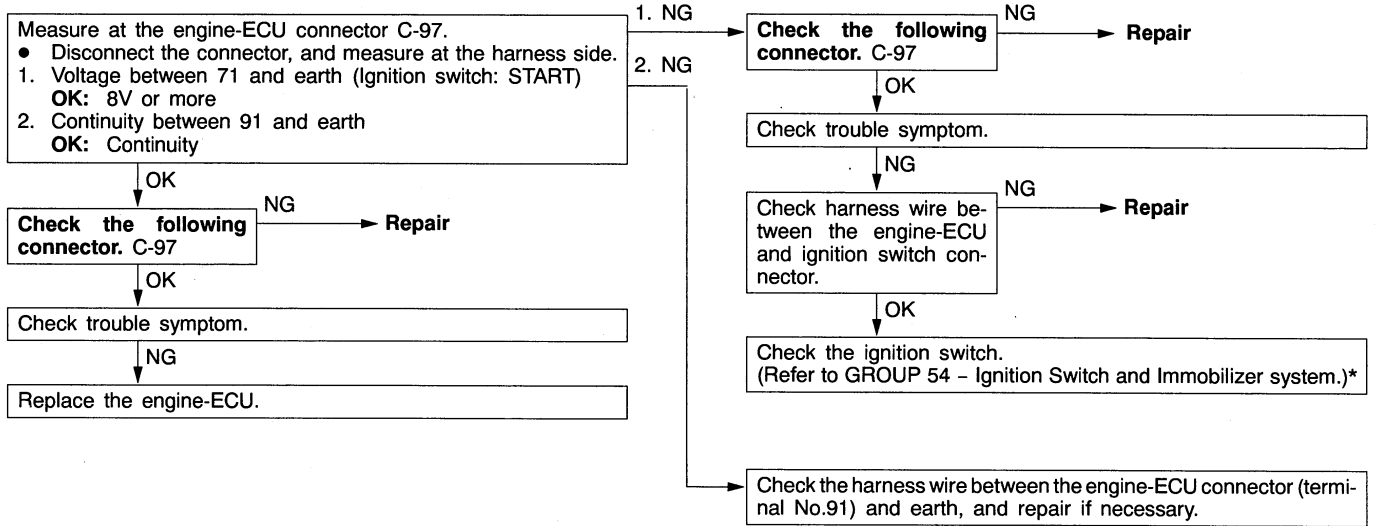 Measure at the engine-ECU connector C-97.
● Disconnect the connector, and measure at the harness side.
1. Voltage between 71 and earth (Ignition switch: START)
OK: 8V or more
2. Continuity between 91 and earth
OK: Continuity
1. NG
2. NG
OK
Check the following
connector. C-97
NG
Repair
OK
Check trouble symptom.
NG
Replace the engine-ECU.
Check the following
connector. C-97
NG
Repair
OK
Check trouble symptom.
NG
Check harness wire be-
tween the engine-ECU
and ignition switch con-
nector.
NG
Repair
OK
Check the ignition switch.
(Refer to GROUP 54 – Ignition Switch and Immobilizer system.)*
Check the harness wire between the engine-ECU connector (termi-
nal No.91) and earth, and repair if necessary.